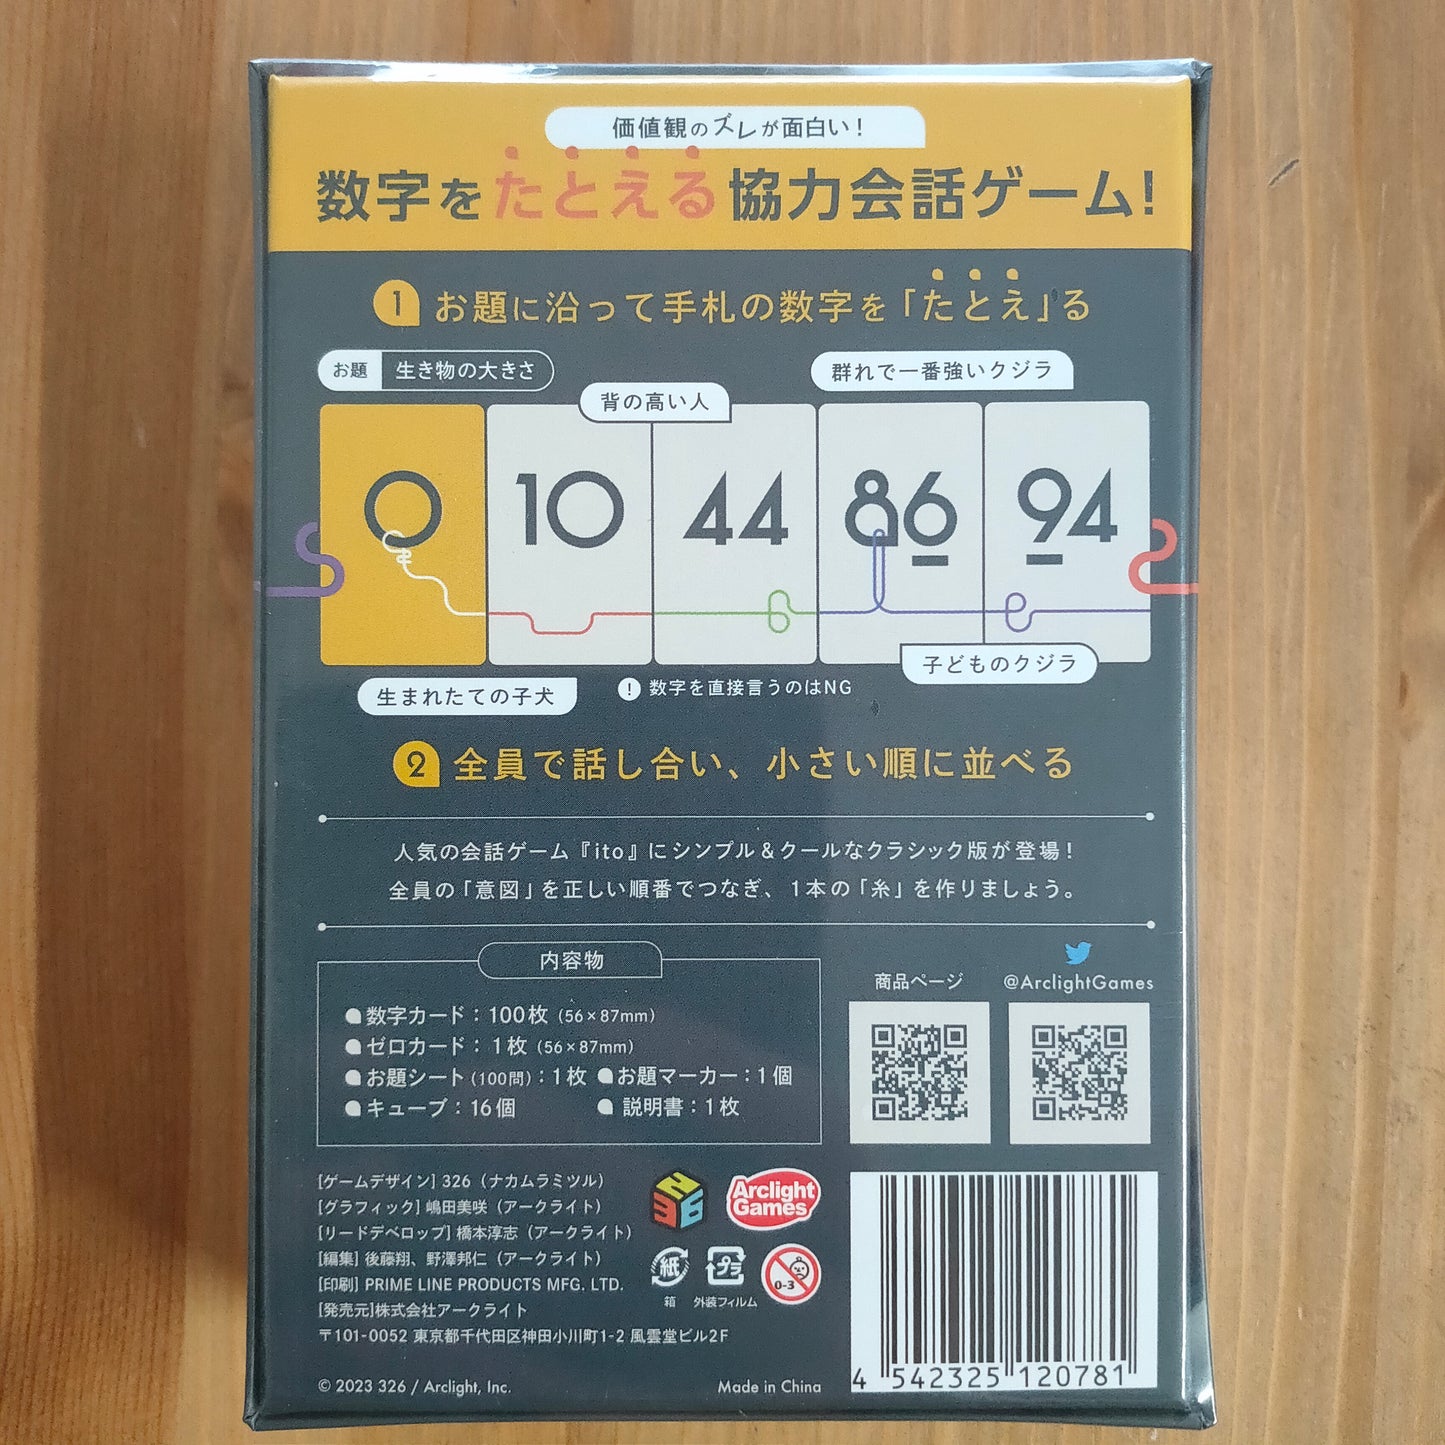 価値観のズレが面白い！
数字をたとえる協力会話ゲーム！
1 お題に沿って手札の数字を「たとえ」る
お題 生き物の大きさ
群れで一番強いクジラ
背の高い人
0 10 44 86 94
子どものクジラ
生まれたての子犬
! 数字を直接言うのはNG
2 全員で話し合い、小さい順に並べる
人気の会話ゲーム『ito』にシンプル＆クールなクラシック版が登場！
全員の「意図」を正しい順番でつなぎ、1本の「糸」を作りましょう。
内容物
数字カード：100枚（56×87mm）
ゼロカード：1枚（56×87mm）
お題シート（100問）：1枚 お題マーカー：1個
キューブ：16個 説明書：1枚
商品ページ
@ArclightGames
[ゲームデザイン] 326（ナカムラミツル）
[グラフィック] 嶋田美咲（アークライト）
[リードデベロップ] 橋本淳志（アークライト）
[編集] 後藤翔、野澤邦仁（アークライト）
[印刷] PRIME LINE PRODUCTS MFG. LTD.
[発売元]株式会社アークライト
〒101-0052 東京都千代田区神田小川町1-2 風雲堂ビル2F
© 2023 326 / Arclight, Inc.
Made in China
326
Arclight
Games
紙
プラ
0-3
箱
外装フィルム
4 542325 120781